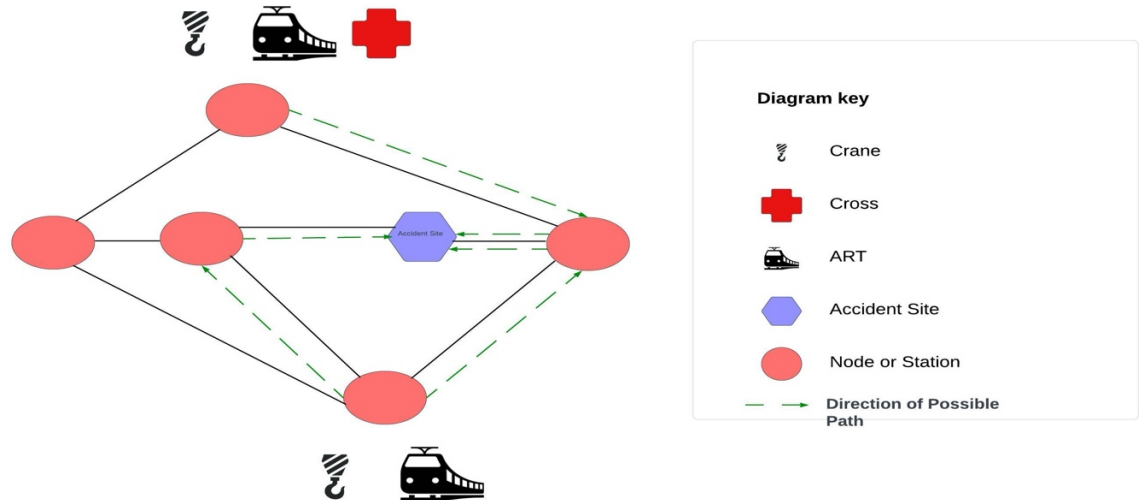 Accident Site
Diagram key
Crane
Cross
ART
Accident Site
Node or Station
Direction of Possible
Path